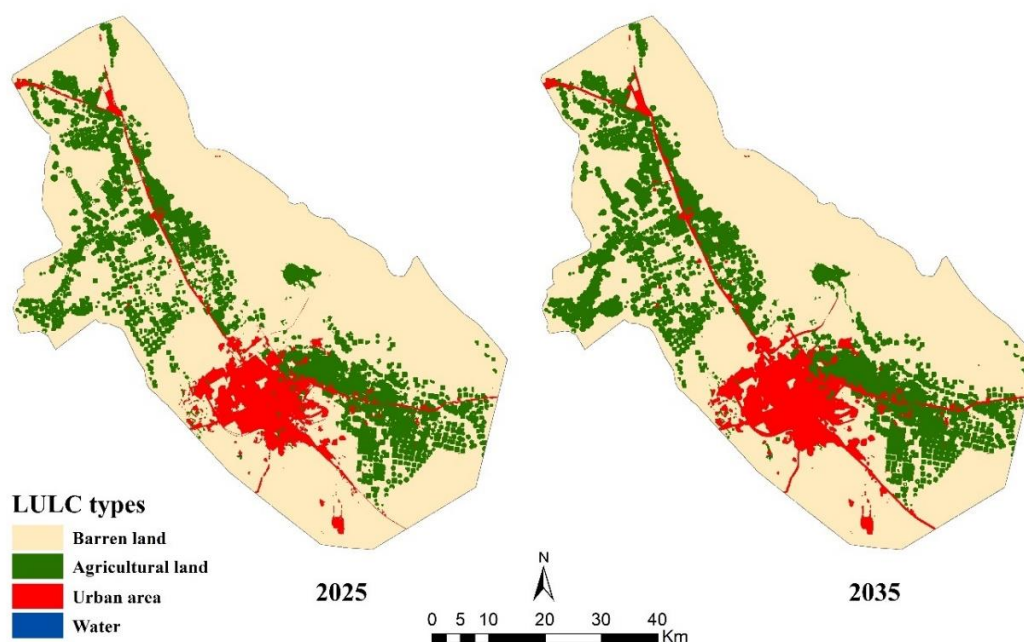 LULC types
Barren land
Agricultural land
Urban area
Water
2025
N
0 5 10 20 30 40
Km
2035